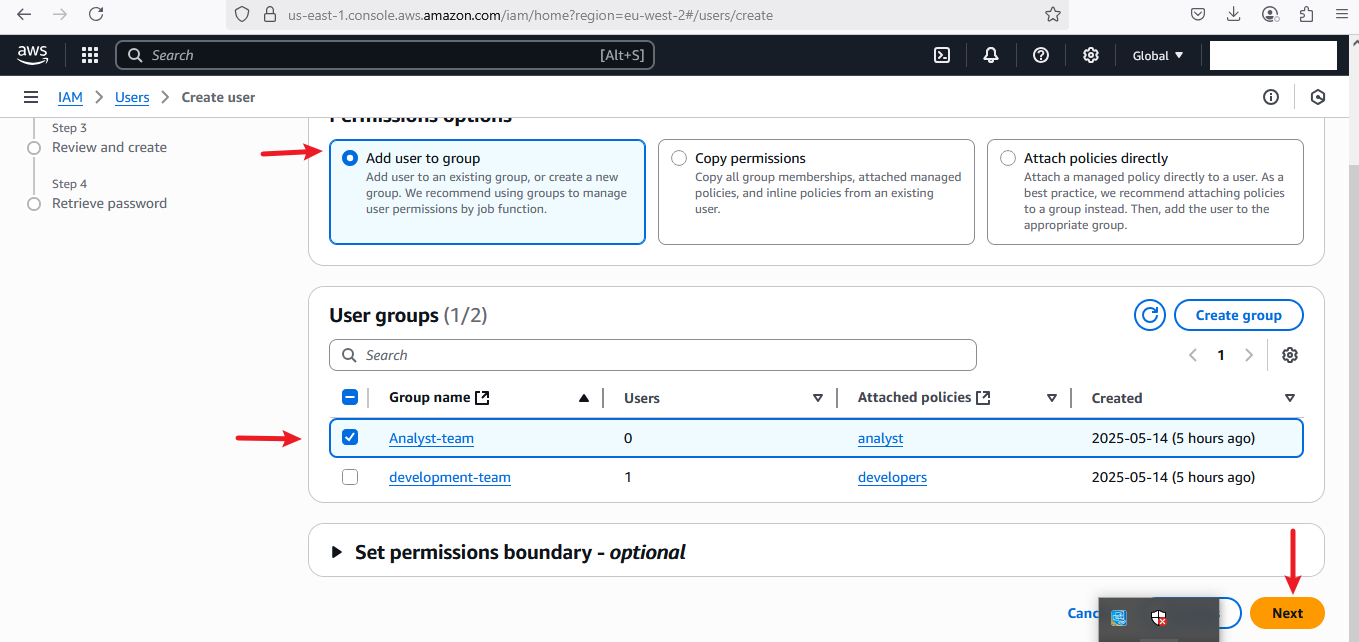 us-east-1.console.aws.amazon.com/iam/home?region=eu-west-2#/users/create
aws
Search
[Alt+S]
Global
IAM
Users
Create user
Step 3
Review and create
Step 4
Retrieve password
Permissions options
Add user to group
Add user to an existing group, or create a new
group. We recommend using groups to manage
user permissions by job function.
Copy permissions
Copy all group memberships, attached managed
policies, and inline policies from an existing
user.
Attach policies directly
Attach a managed policy directly to a user. As a
best practice, we recommend attaching policies
to a group instead. Then, add the user to the
appropriate group.
User groups (1/2)
Create group
Search
1
Group name
Users
Attached policies
Created
Analyst-team
0
analyst
2025-05-14 (5 hours ago)
development-team
1
developers
2025-05-14 (5 hours ago)
Set permissions boundary - optional
Next